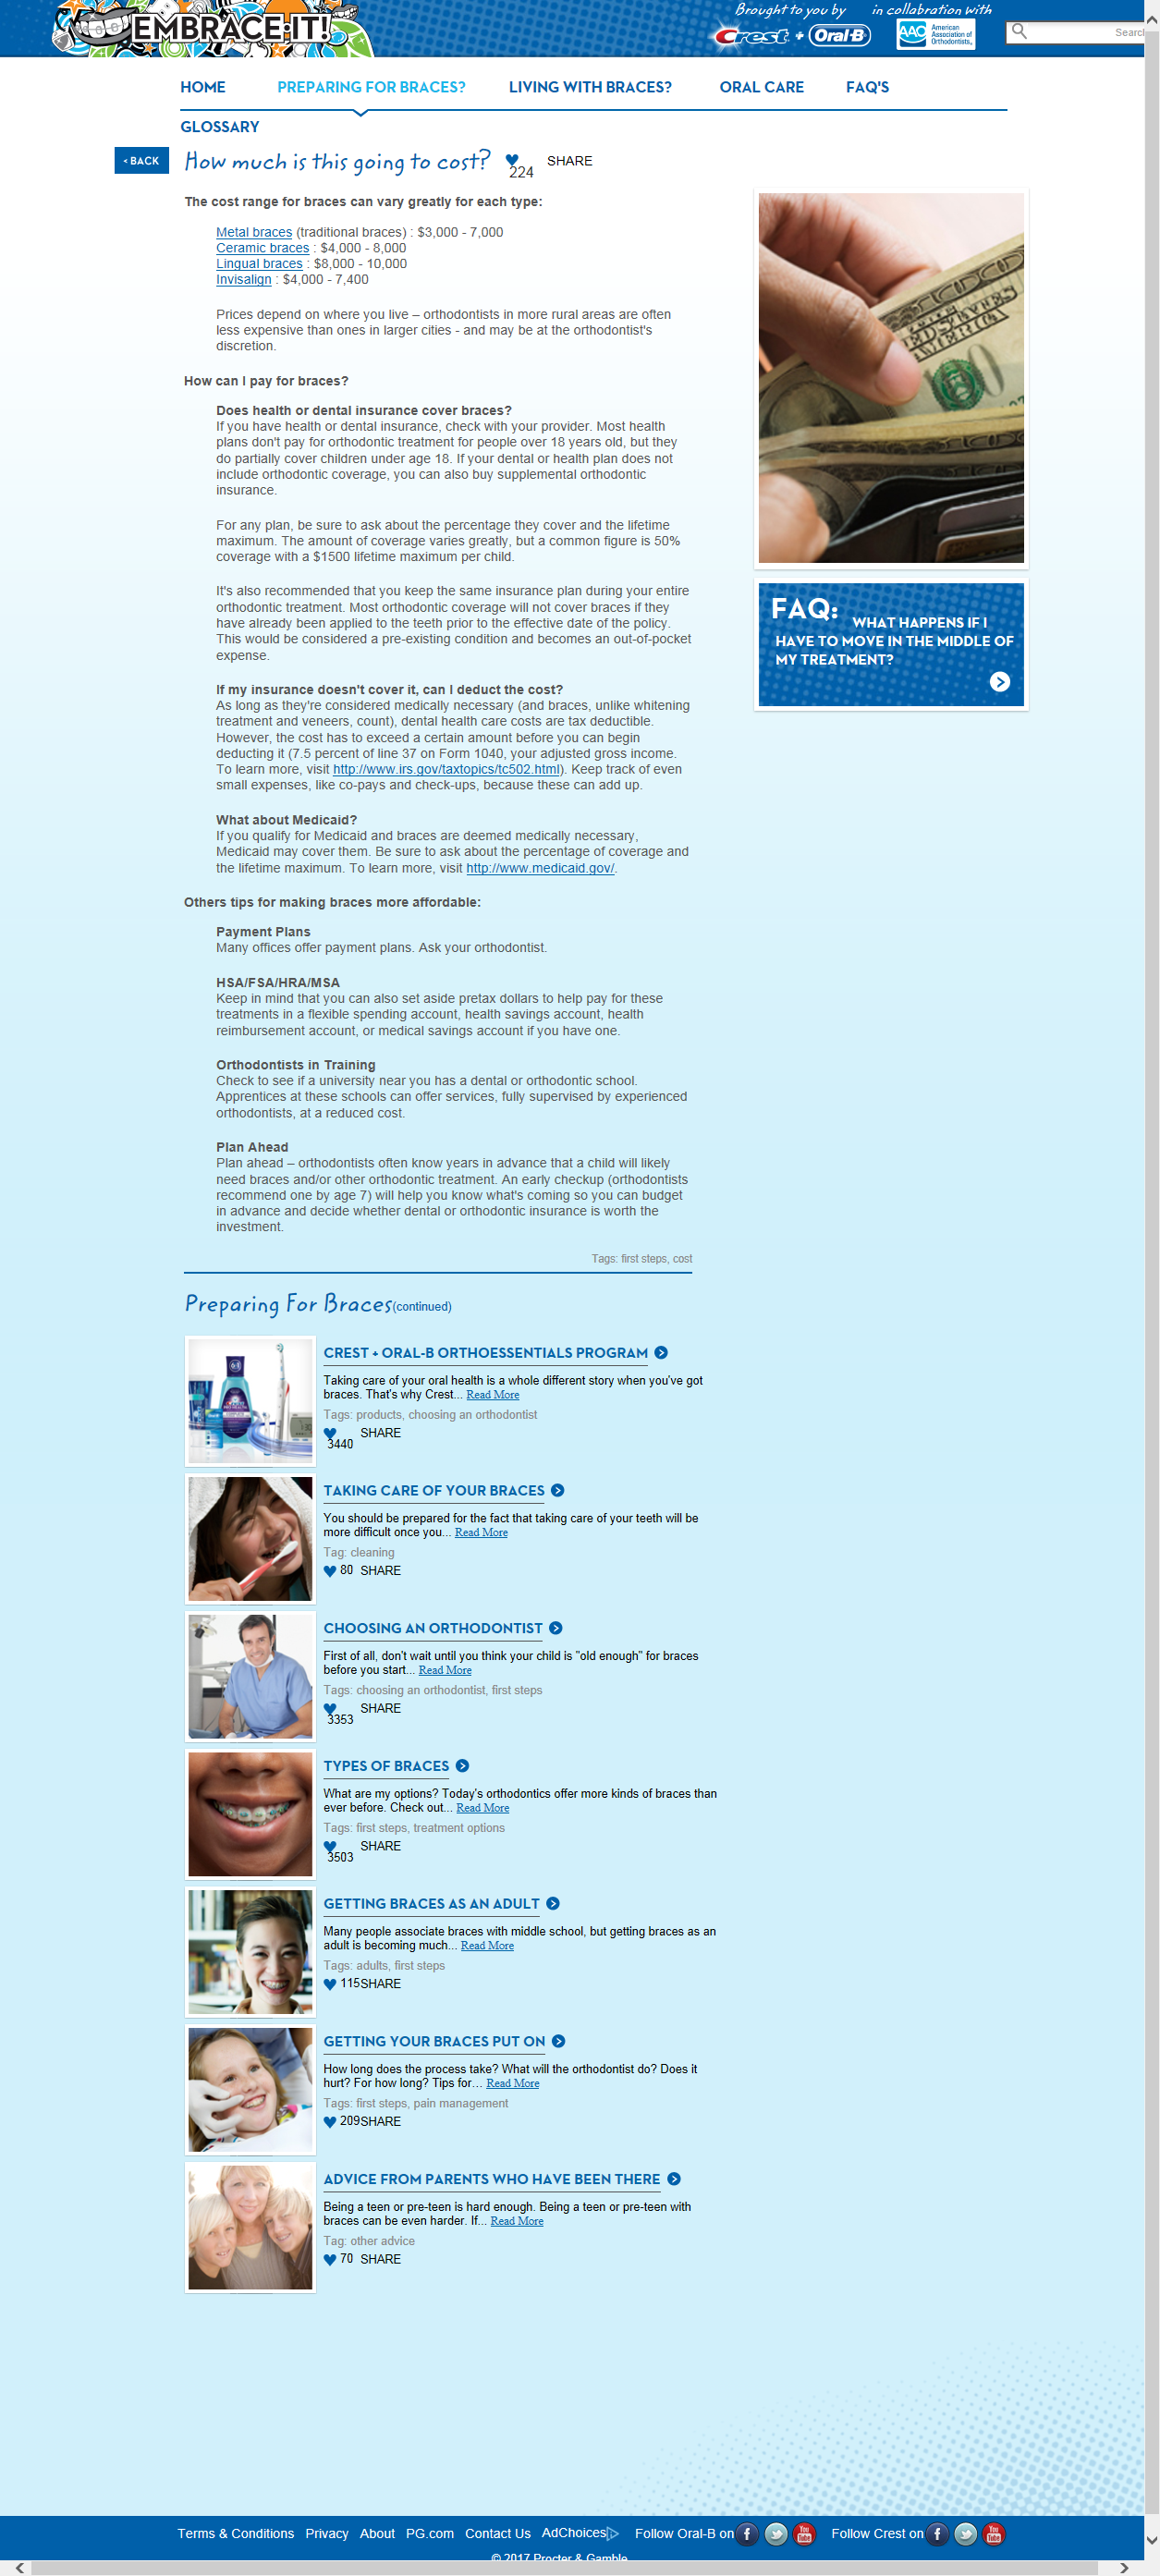 EMBRACE·IT!
Brought to you by in collabration with
Crest + Oral-B
AAO American Association of Orthodontists
Search
HOME PREPARING FOR BRACES? LIVING WITH BRACES? ORAL CARE FAQ'S
GLOSSARY
< BACK How much is this going to cost? 224 SHARE
The cost range for braces can vary greatly for each type:
Metal braces (traditional braces) : $3,000 - 7,000
Ceramic braces : $4,000 - 8,000
Lingual braces : $8,000 - 10,000
Invisalign : $4,000 - 7,400
Prices depend on where you live – orthodontists in more rural areas are often
less expensive than ones in larger cities - and may be at the orthodontist's
discretion.
How can I pay for braces?
Does health or dental insurance cover braces?
If you have health or dental insurance, check with your provider. Most health
plans don't pay for orthodontic treatment for people over 18 years old, but they
do partially cover children under age 18. If your dental or health plan does not
include orthodontic coverage, you can also buy supplemental orthodontic
insurance.
For any plan, be sure to ask about the percentage they cover and the lifetime
maximum. The amount of coverage varies greatly, but a common figure is 50%
coverage with a $1500 lifetime maximum per child.
It's also recommended that you keep the same insurance plan during your entire
orthodontic treatment. Most orthodontic coverage will not cover braces if they
have already been applied to the teeth prior to the effective date of the policy.
This would be considered a pre-existing condition and becomes an out-of-pocket
expense.
If my insurance doesn't cover it, can I deduct the cost?
As long as they're considered medically necessary (and braces, unlike whitening
treatment and veneers, count), dental health care costs are tax deductible.
However, the cost has to exceed a certain amount before you can begin
deducting it (7.5 percent of line 37 on Form 1040, your adjusted gross income.
To learn more, visit http://www.irs.gov/taxtopics/tc502.html). Keep track of even
small expenses, like co-pays and check-ups, because these can add up.
What about Medicaid?
If you qualify for Medicaid and braces are deemed medically necessary,
Medicaid may cover them. Be sure to ask about the percentage of coverage and
the lifetime maximum. To learn more, visit http://www.medicaid.gov/.
Others tips for making braces more affordable:
Payment Plans
Many offices offer payment plans. Ask your orthodontist.
HSA/FSA/HRA/MSA
Keep in mind that you can also set aside pretax dollars to help pay for these
treatments in a flexible spending account, health savings account, health
reimbursement account, or medical savings account if you have one.
Orthodontists in Training
Check to see if a university near you has a dental or orthodontic school.
Apprentices at these schools can offer services, fully supervised by experienced
orthodontists, at a reduced cost.
Plan Ahead
Plan ahead – orthodontists often know years in advance that a child will likely
need braces and/or other orthodontic treatment. An early checkup (orthodontists
recommend one by age 7) will help you know what's coming so you can budget
in advance and decide whether dental or orthodontic insurance is worth the
investment.
Tags: first steps, cost
FAQ: WHAT HAPPENS IF I
HAVE TO MOVE IN THE MIDDLE OF
MY TREATMENT?
Preparing For Braces(continued)
CREST + ORAL-B ORTHOESSENTIALS PROGRAM
Taking care of your oral health is a whole different story when you've got
braces. That's why Crest... Read More
Tags: products, choosing an orthodontist
3440 SHARE
TAKING CARE OF YOUR BRACES
You should be prepared for the fact that taking care of your teeth will be
more difficult once you... Read More
Tag: cleaning
80 SHARE
CHOOSING AN ORTHODONTIST
First of all, don't wait until you think your child is "old enough" for braces
before you start... Read More
Tags: choosing an orthodontist, first steps
3353 SHARE
TYPES OF BRACES
What are my options? Today's orthodontics offer more kinds of braces than
ever before. Check out... Read More
Tags: first steps, treatment options
3503 SHARE
GETTING BRACES AS AN ADULT
Many people associate braces with middle school, but getting braces as an
adult is becoming much... Read More
Tags: adults, first steps
115SHARE
GETTING YOUR BRACES PUT ON
How long does the process take? What will the orthodontist do? Does it
hurt? For how long? Tips for... Read More
Tags: first steps, pain management
209SHARE
ADVICE FROM PARENTS WHO HAVE BEEN THERE
Being a teen or pre-teen is hard enough. Being a teen or pre-teen with
braces can be even harder. If... Read More
Tag: other advice
70 SHARE
Terms & Conditions Privacy About PG.com Contact Us AdChoices Follow Oral-B on Follow Crest on
© 2017 Procter & Gamble